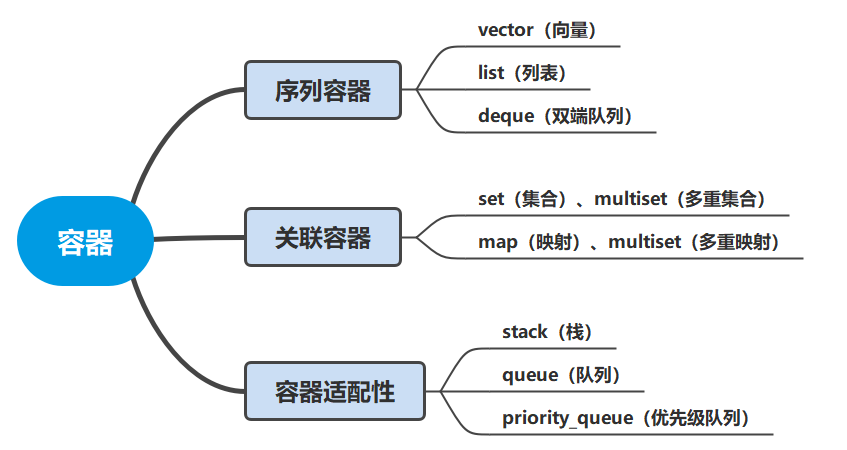 容器
序列容器
vector（向量）
list（列表）
deque（双端队列）
关联容器
set（集合）、multiset（多重集合）
map（映射）、multiset（多重映射）
容器适配性
stack（栈）
queue（队列）
priority_queue（优先级队列）